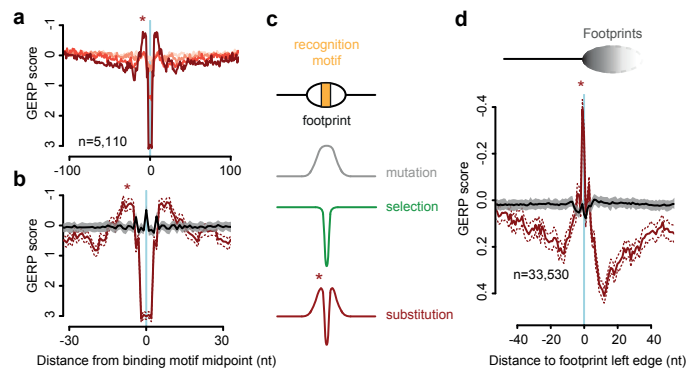 a
*
GERP score
-1
0
1
2
3
n=5,110
-100
0
100
b
*
GERP score
-1
0
1
2
3
-30
0
30
Distance from binding motif midpoint (nt)
c
recognition
motif
footprint
mutation
selection
*
substitution
d
Footprints
*
GERP score
-0.4
-0.2
0.0
0.2
0.4
n=33,530
-40
-20
0
20
40
Distance to footprint left edge (nt)